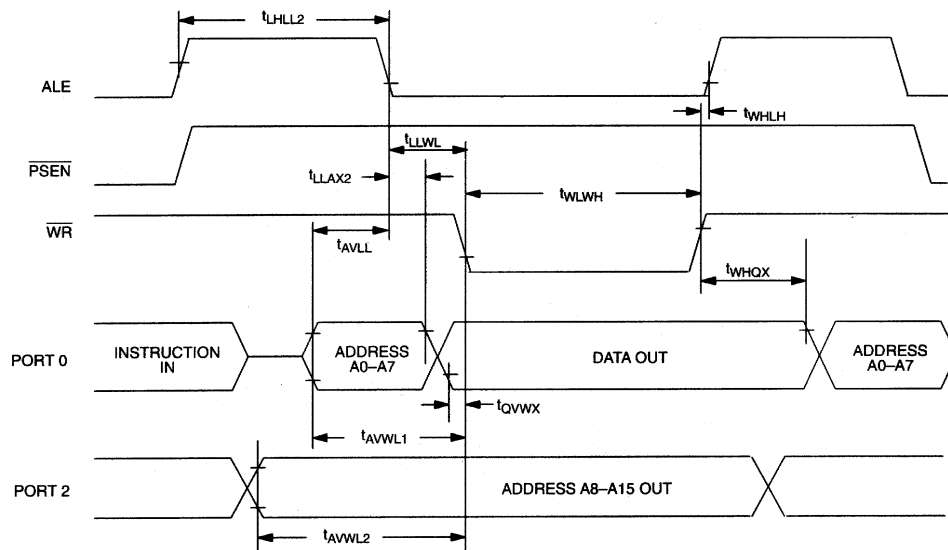 tLHLL2
ALE
tWHLH
tLLWL
PSEN
tLLAX2
tWLWH
WR
tAVLL
tWHQX
PORT 0
INSTRUCTION
IN
ADDRESS
A0–A7
DATA OUT
ADDRESS
A0–A7
tQVWX
tAVWL1
PORT 2
ADDRESS A8–A15 OUT
tAVWL2